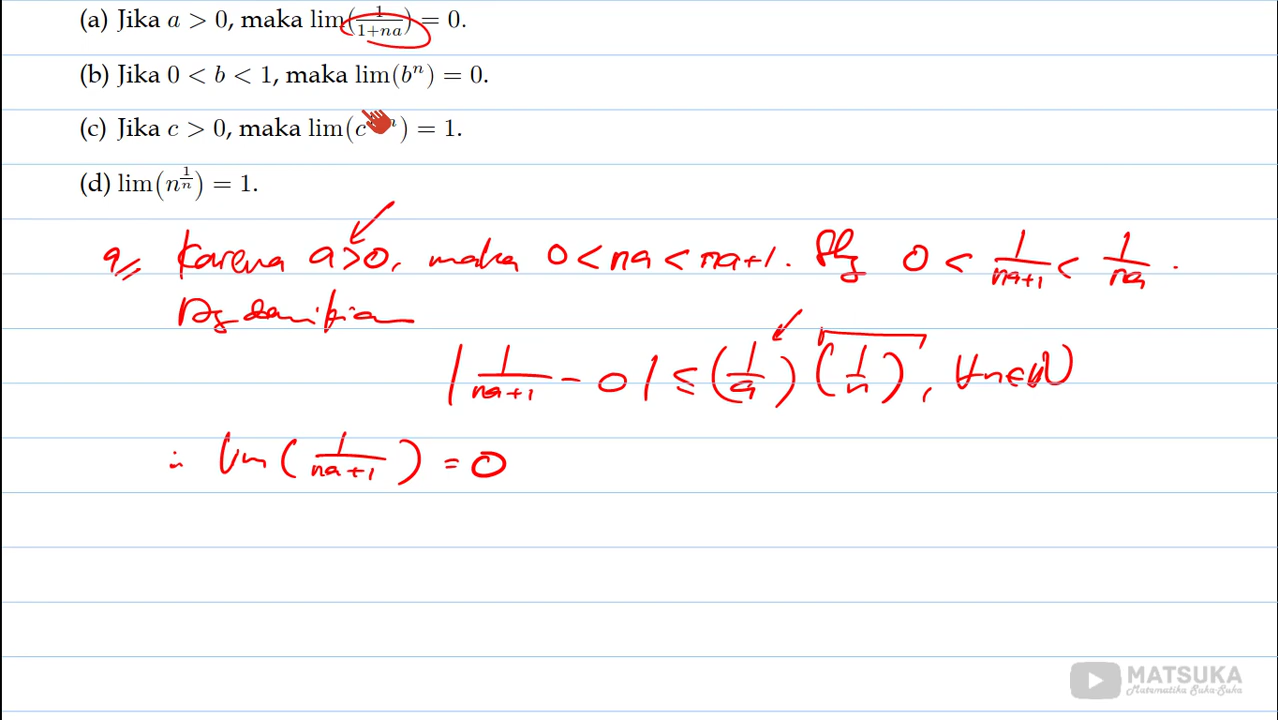 (a) Jika a > 0, maka lim(1/(1+na)) = 0.
(b) Jika 0 < b < 1, maka lim(bⁿ) = 0.
(c) Jika c > 0, maka lim(c ⁿ) = 1.
(d) lim(n^(1/n)) = 1.
a// Karena a > 0, maka 0 < na < na+1. Shg 0 < 1/(na+1) < 1/(na).
Dg demikian
|1/(na+1) − 0| ≤ (1/a)(1/n), ∀n∈ℕ
∴ lim(1/(na+1)) = 0
MATSUKA
Matematika Suka-Suka